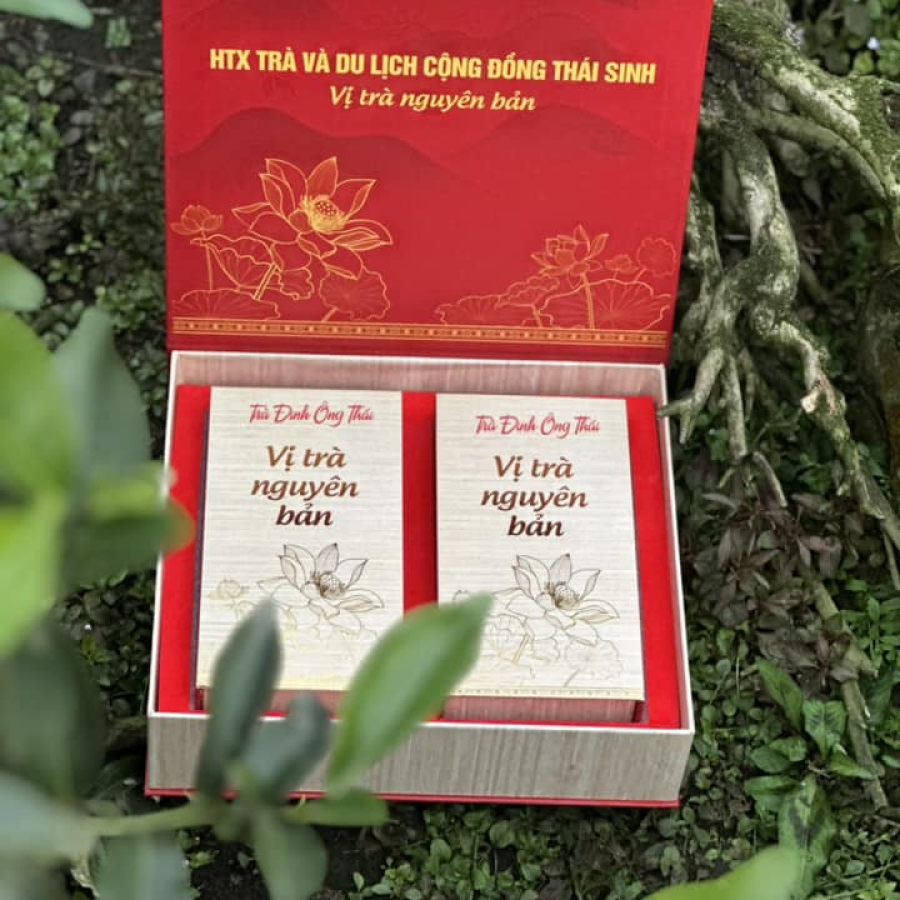 HTX TRÀ VÀ DU LỊCH CỘNG ĐỒNG THÁI SINH
Vị trà nguyên bản
Trà Đinh Ông Thái
Vị trà
nguyên
bản
Trà Đinh Ông Thái
Vị trà
nguyên
bản